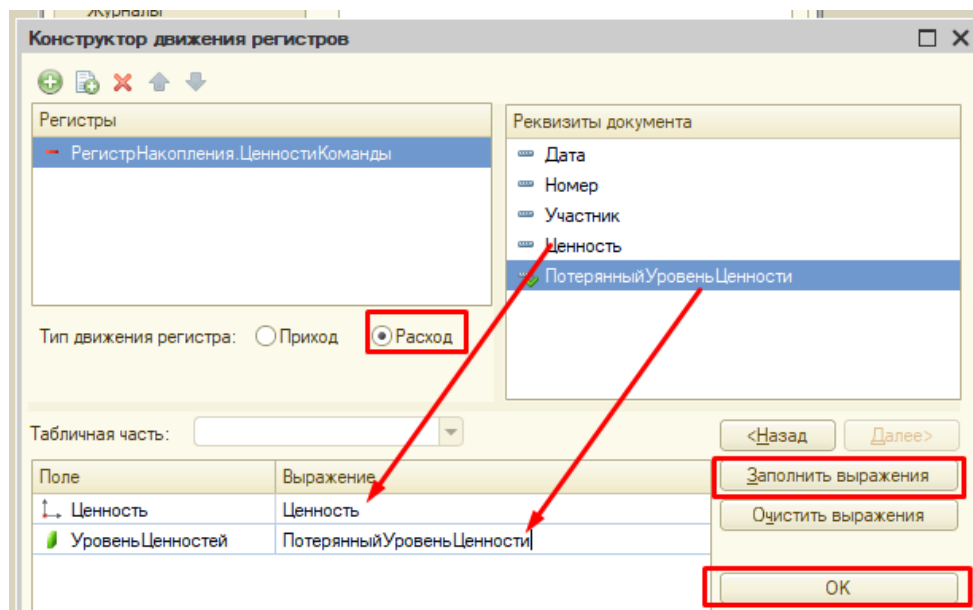 Журналы
Конструктор движения регистров
Регистры
РегистрНакопления.ЦенностиКоманды
Реквизиты документа
Дата
Номер
Участник
Ценность
ПотерянныйУровеньЦенности
Тип движения регистра: Приход Расход
Табличная часть:
<Назад Далее>
Поле Выражение
Ценность Ценность
УровеньЦенностей ПотерянныйУровеньЦенности
Заполнить выражения
Очистить выражения
OK